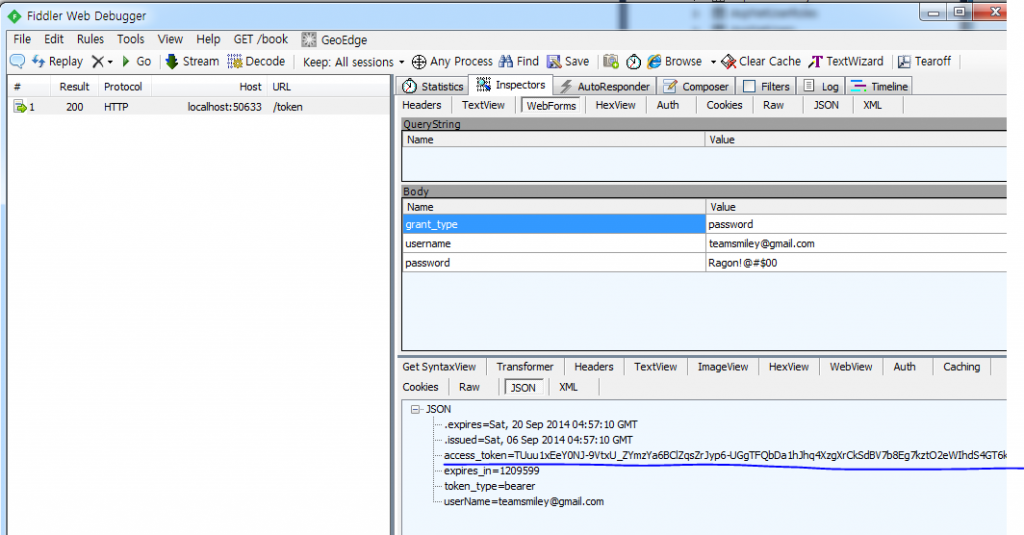 Fiddler Web Debugger
File Edit Rules Tools View Help GET /book GeoEdge
Replay Go Stream Decode Keep: All sessions Any Process Find Save Browse Clear Cache TextWizard Tearoff
# Result Protocol Host URL
1 200 HTTP localhost:50633 /token
Statistics Inspectors AutoResponder Composer Filters Log Timeline
Headers TextView WebForms HexView Auth Cookies Raw JSON XML
QueryString
Name Value
Body
Name Value
grant_type password
username teamsmiley@gmail.com
password Ragon!@#$00
Get SyntaxView Transformer Headers TextView ImageView HexView WebView Auth Caching
Cookies Raw JSON XML
JSON
.expires=Sat, 20 Sep 2014 04:57:10 GMT
.issued=Sat, 06 Sep 2014 04:57:10 GMT
access_token=TUuu1xEeY0NJ-9VtxU_ZYmzYa6BClZqsZrJyp6-UGgTFQbDa1hJhq4XzgXrCkSdBV7b8Eg7kztO2eWIhdS4GT6k
expires_in=1209599
token_type=bearer
userName=teamsmiley@gmail.com